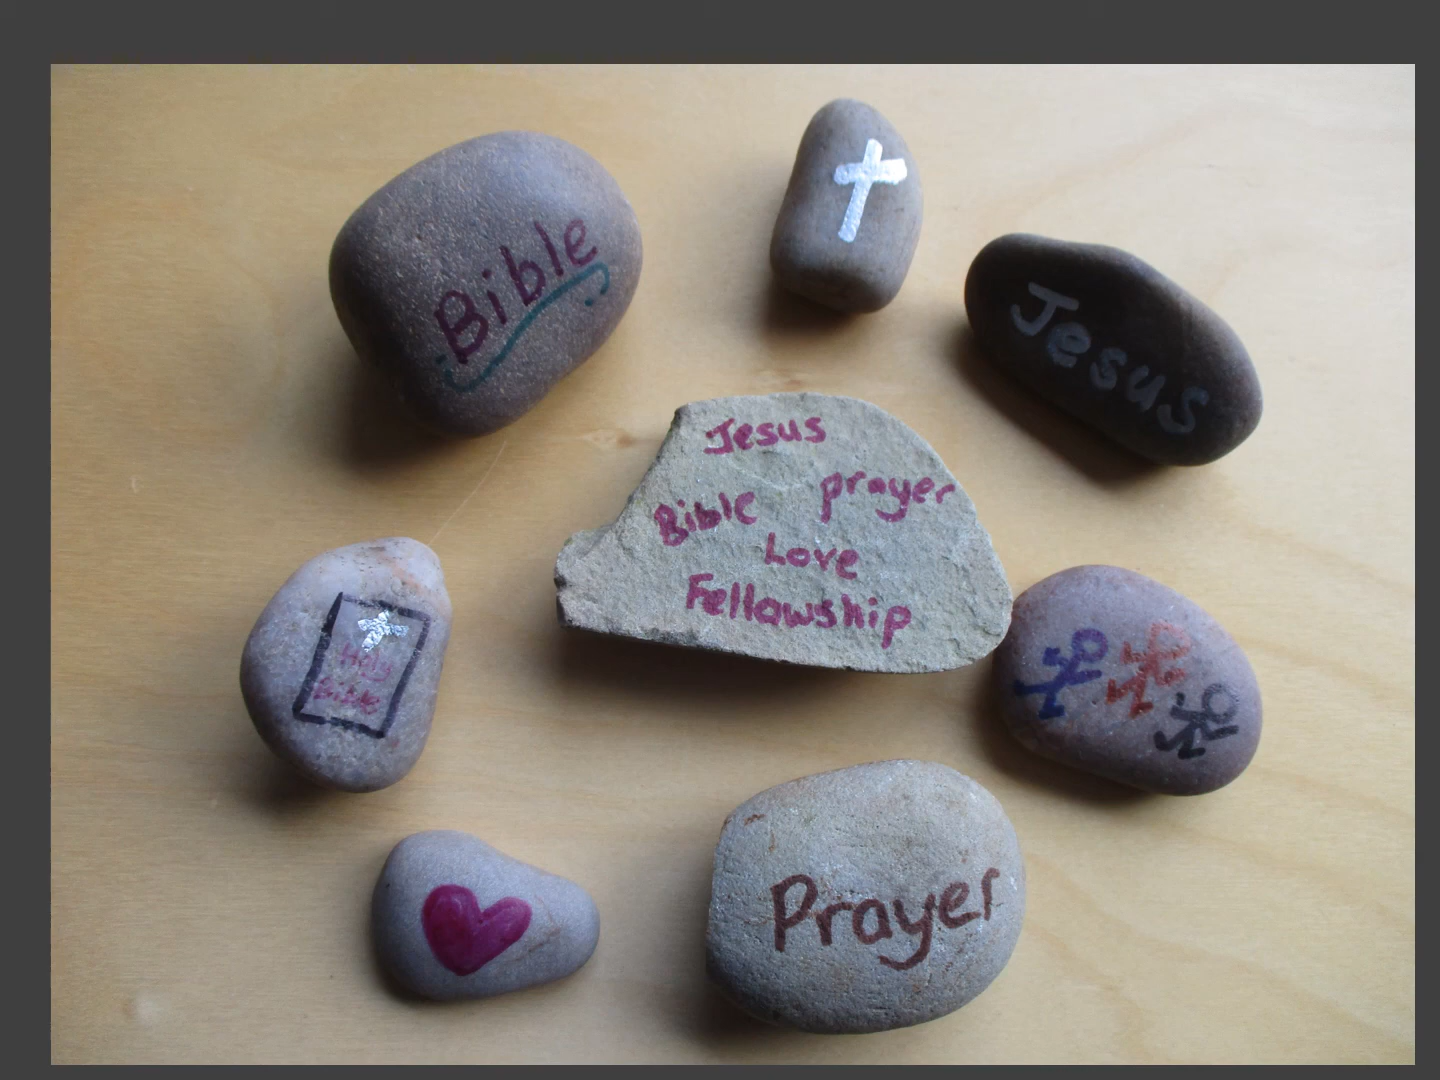 Bible
Jesus
Jesus
prayer
Bible
Love
Fellowship
Holy
Bible
Prayer